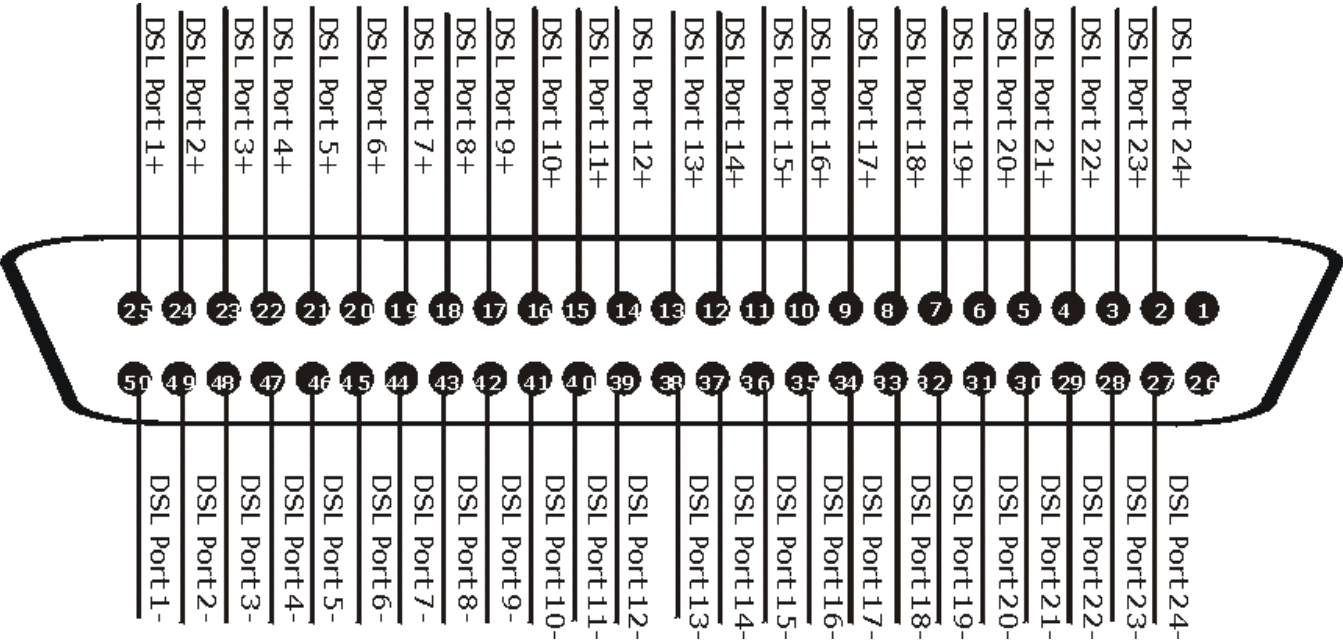 DSL Port 1+
DSL Port 2+
DSL Port 3+
DSL Port 4+
DSL Port 5+
DSL Port 6+
DSL Port 7+
DSL Port 8+
DSL Port 9+
DSL Port 10+
DSL Port 11+
DSL Port 12+
DSL Port 13+
DSL Port 14+
DSL Port 15+
DSL Port 16+
DSL Port 17+
DSL Port 18+
DSL Port 19+
DSL Port 20+
DSL Port 21+
DSL Port 22+
DSL Port 23+
DSL Port 24+
25 24 23 22 21 20 19 18 17 16 15 14 13 12 11 10 9 8 7 6 5 4 3 2 1
50 49 48 47 46 45 44 43 42 41 40 39 38 37 36 35 34 33 32 31 30 29 28 27 26
DSL Port 1-
DSL Port 2-
DSL Port 3-
DSL Port 4-
DSL Port 5-
DSL Port 6-
DSL Port 7-
DSL Port 8-
DSL Port 9-
DSL Port 10-
DSL Port 11-
DSL Port 12-
DSL Port 13-
DSL Port 14-
DSL Port 15-
DSL Port 16-
DSL Port 17-
DSL Port 18-
DSL Port 19-
DSL Port 20-
DSL Port 21-
DSL Port 22-
DSL Port 23-
DSL Port 24-